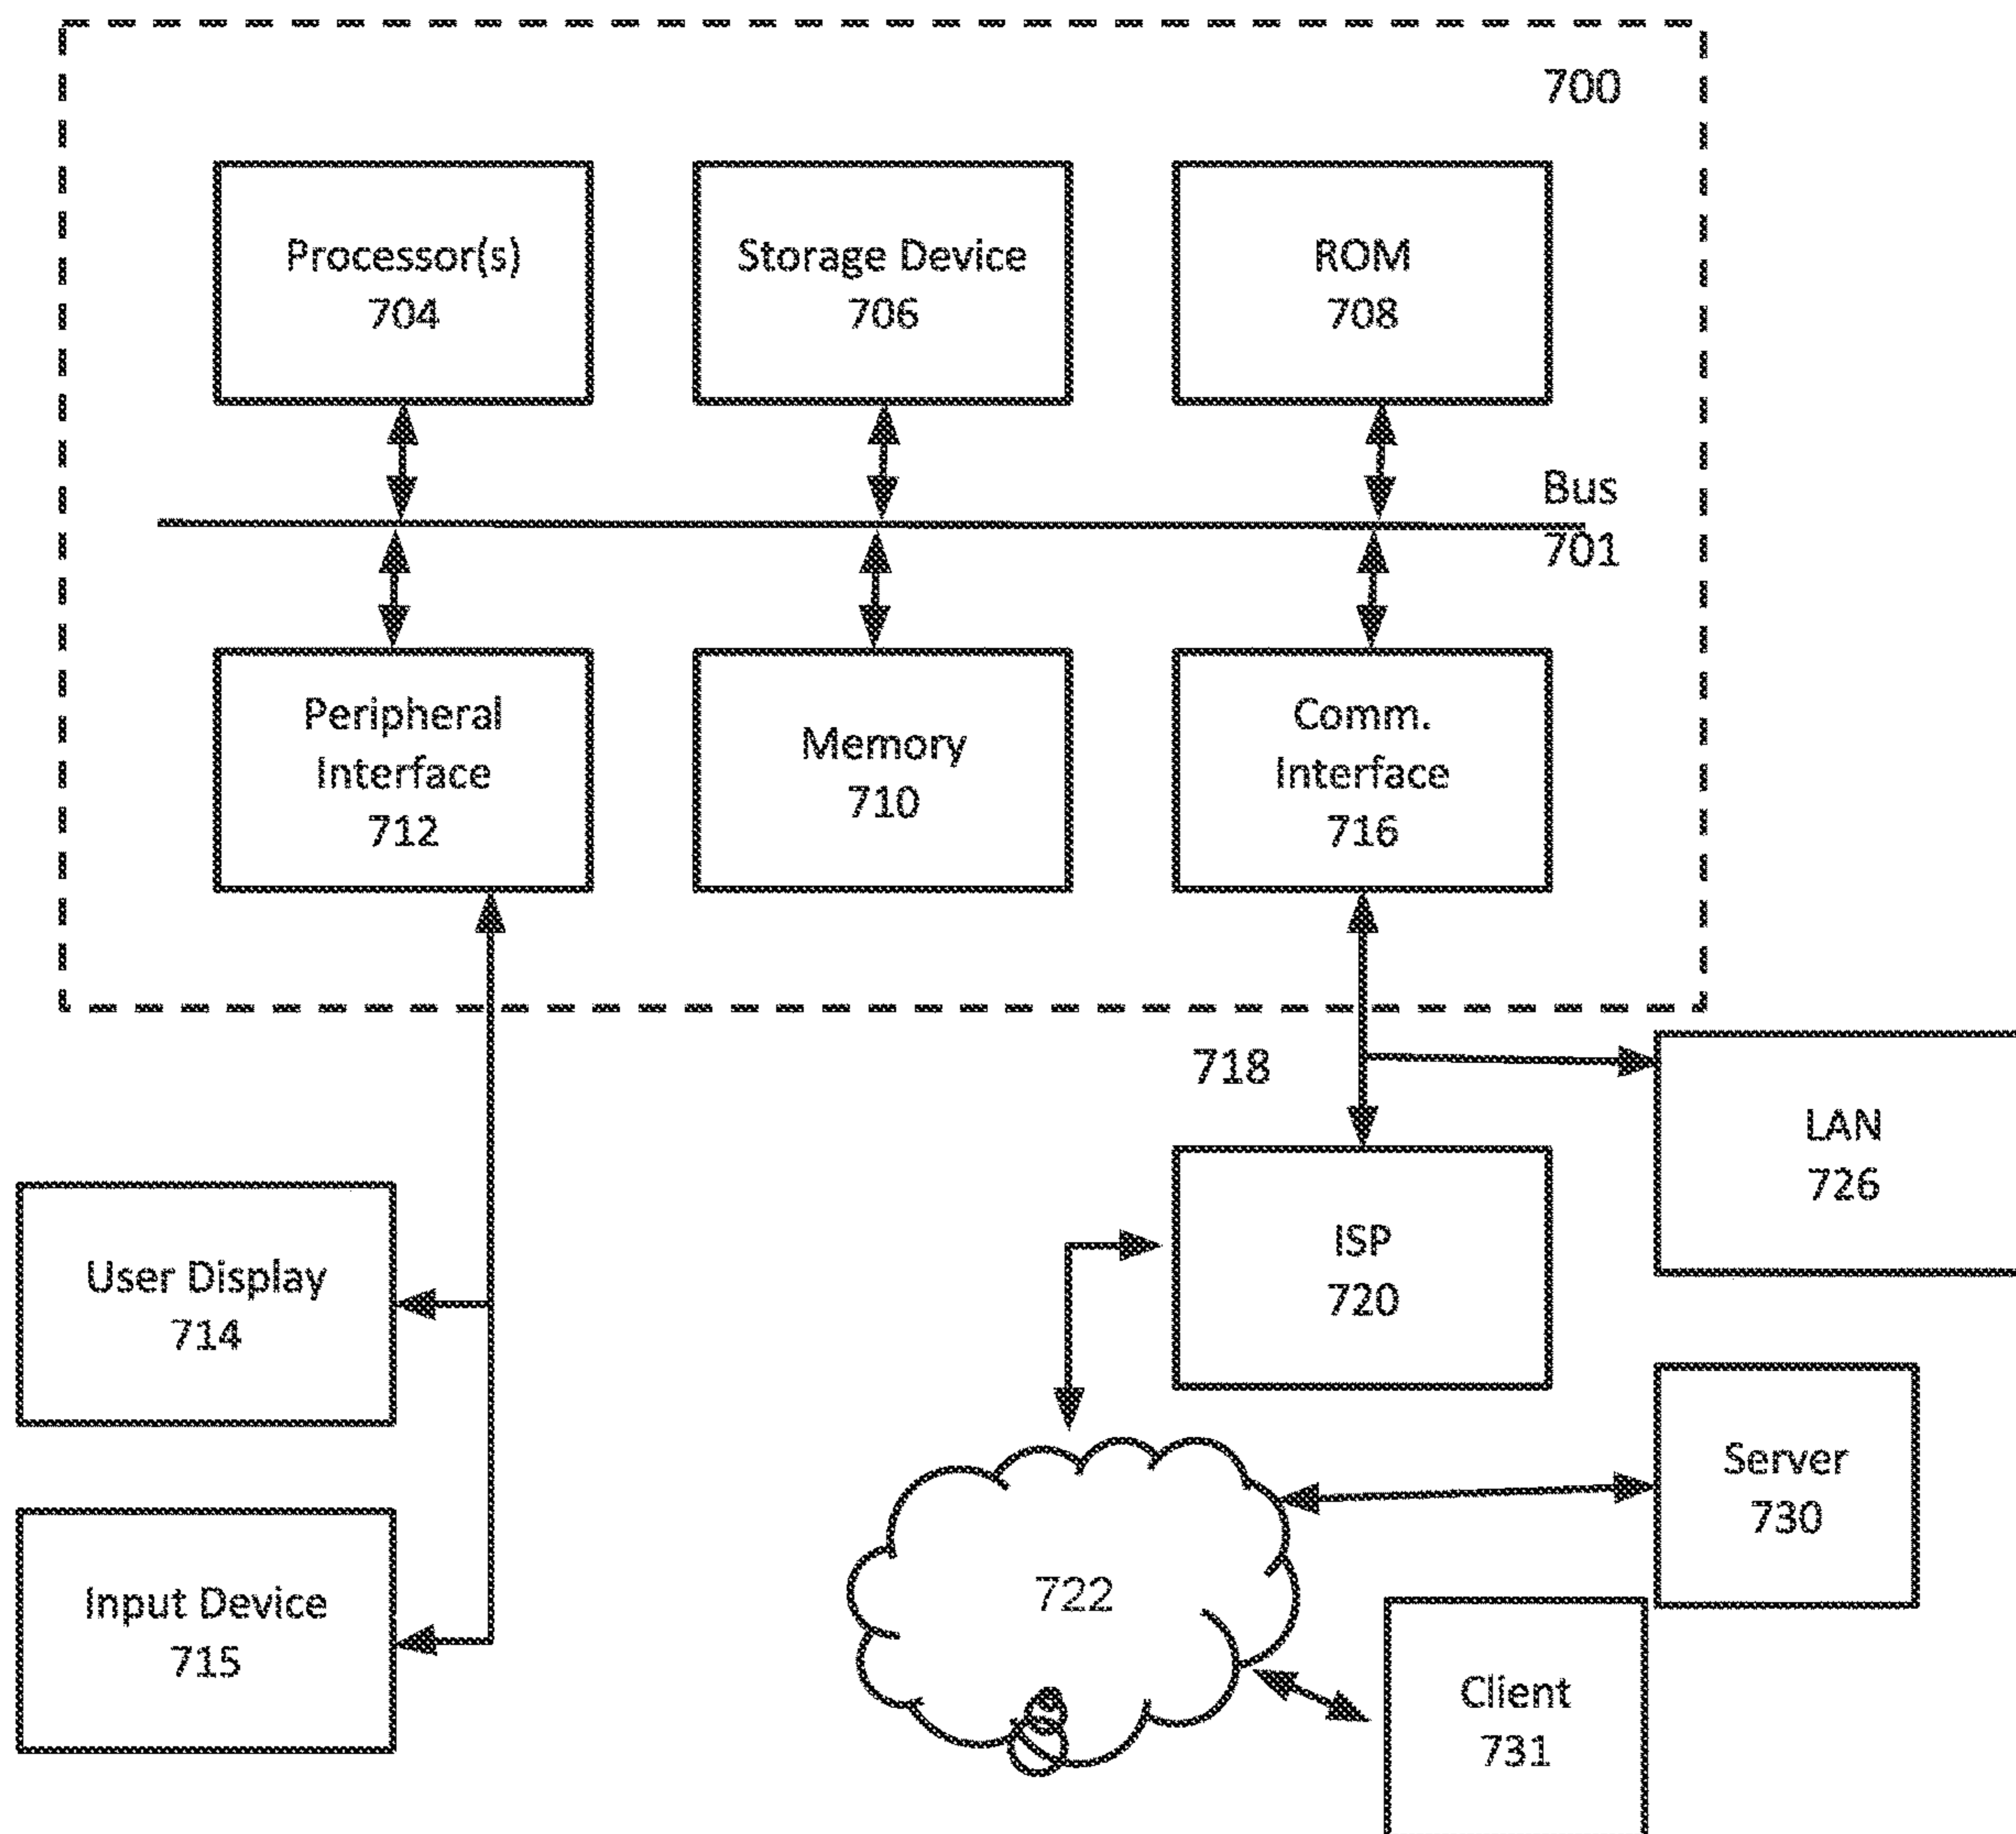 700
Processor(s)
704
Storage Device
706
ROM
708
Bus
701
Peripheral
Interface
712
Memory
710
Comm.
Interface
716
718
LAN
726
User Display
714
ISP
720
Server
730
Input Device
715
722
Client
731